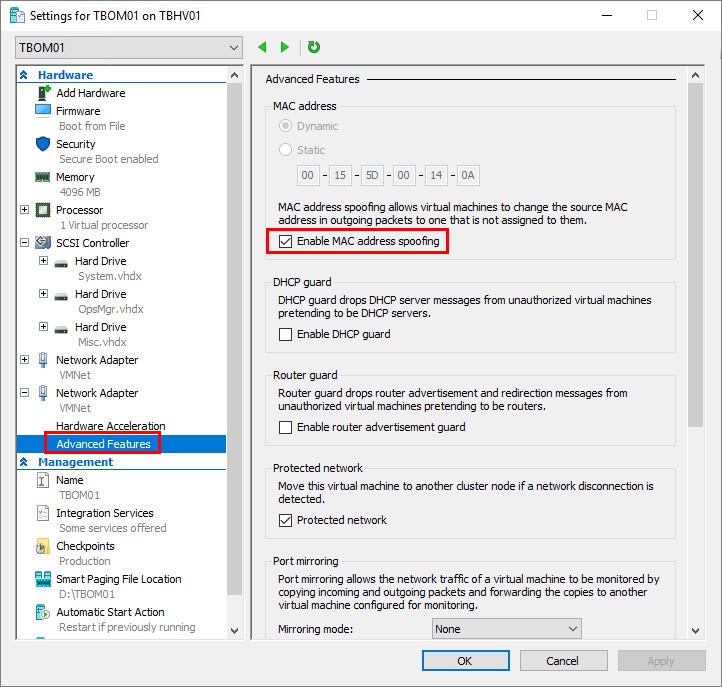 Settings for TBOM01 on TBHV01
TBOM01
Hardware
Add Hardware
Firmware
Boot from File
Security
Secure Boot enabled
Memory
4096 MB
Processor
1 Virtual processor
SCSI Controller
Hard Drive
System.vhdx
Hard Drive
OpsMgr.vhdx
Hard Drive
Misc.vhdx
Network Adapter
VMNet
Network Adapter
VMNet
Hardware Acceleration
Advanced Features
Management
Name
TBOM01
Integration Services
Some services offered
Checkpoints
Production
Smart Paging File Location
D:\TBOM01
Automatic Start Action
Restart if previously running
Advanced Features
MAC address
Dynamic
Static
00 - 15 - 5D - 00 - 14 - 0A
MAC address spoofing allows virtual machines to change the source MAC
address in outgoing packets to one that is not assigned to them.
Enable MAC address spoofing
DHCP guard
DHCP guard drops DHCP server messages from unauthorized virtual machines
pretending to be DHCP servers.
Enable DHCP guard
Router guard
Router guard drops router advertisement and redirection messages from
unauthorized virtual machines pretending to be routers.
Enable router advertisement guard
Protected network
Move this virtual machine to another cluster node if a network disconnection is
detected.
Protected network
Port mirroring
Port mirroring allows the network traffic of a virtual machine to be monitored by
copying incoming and outgoing packets and forwarding the copies to another
virtual machine configured for monitoring.
Mirroring mode: None
OK Cancel Apply